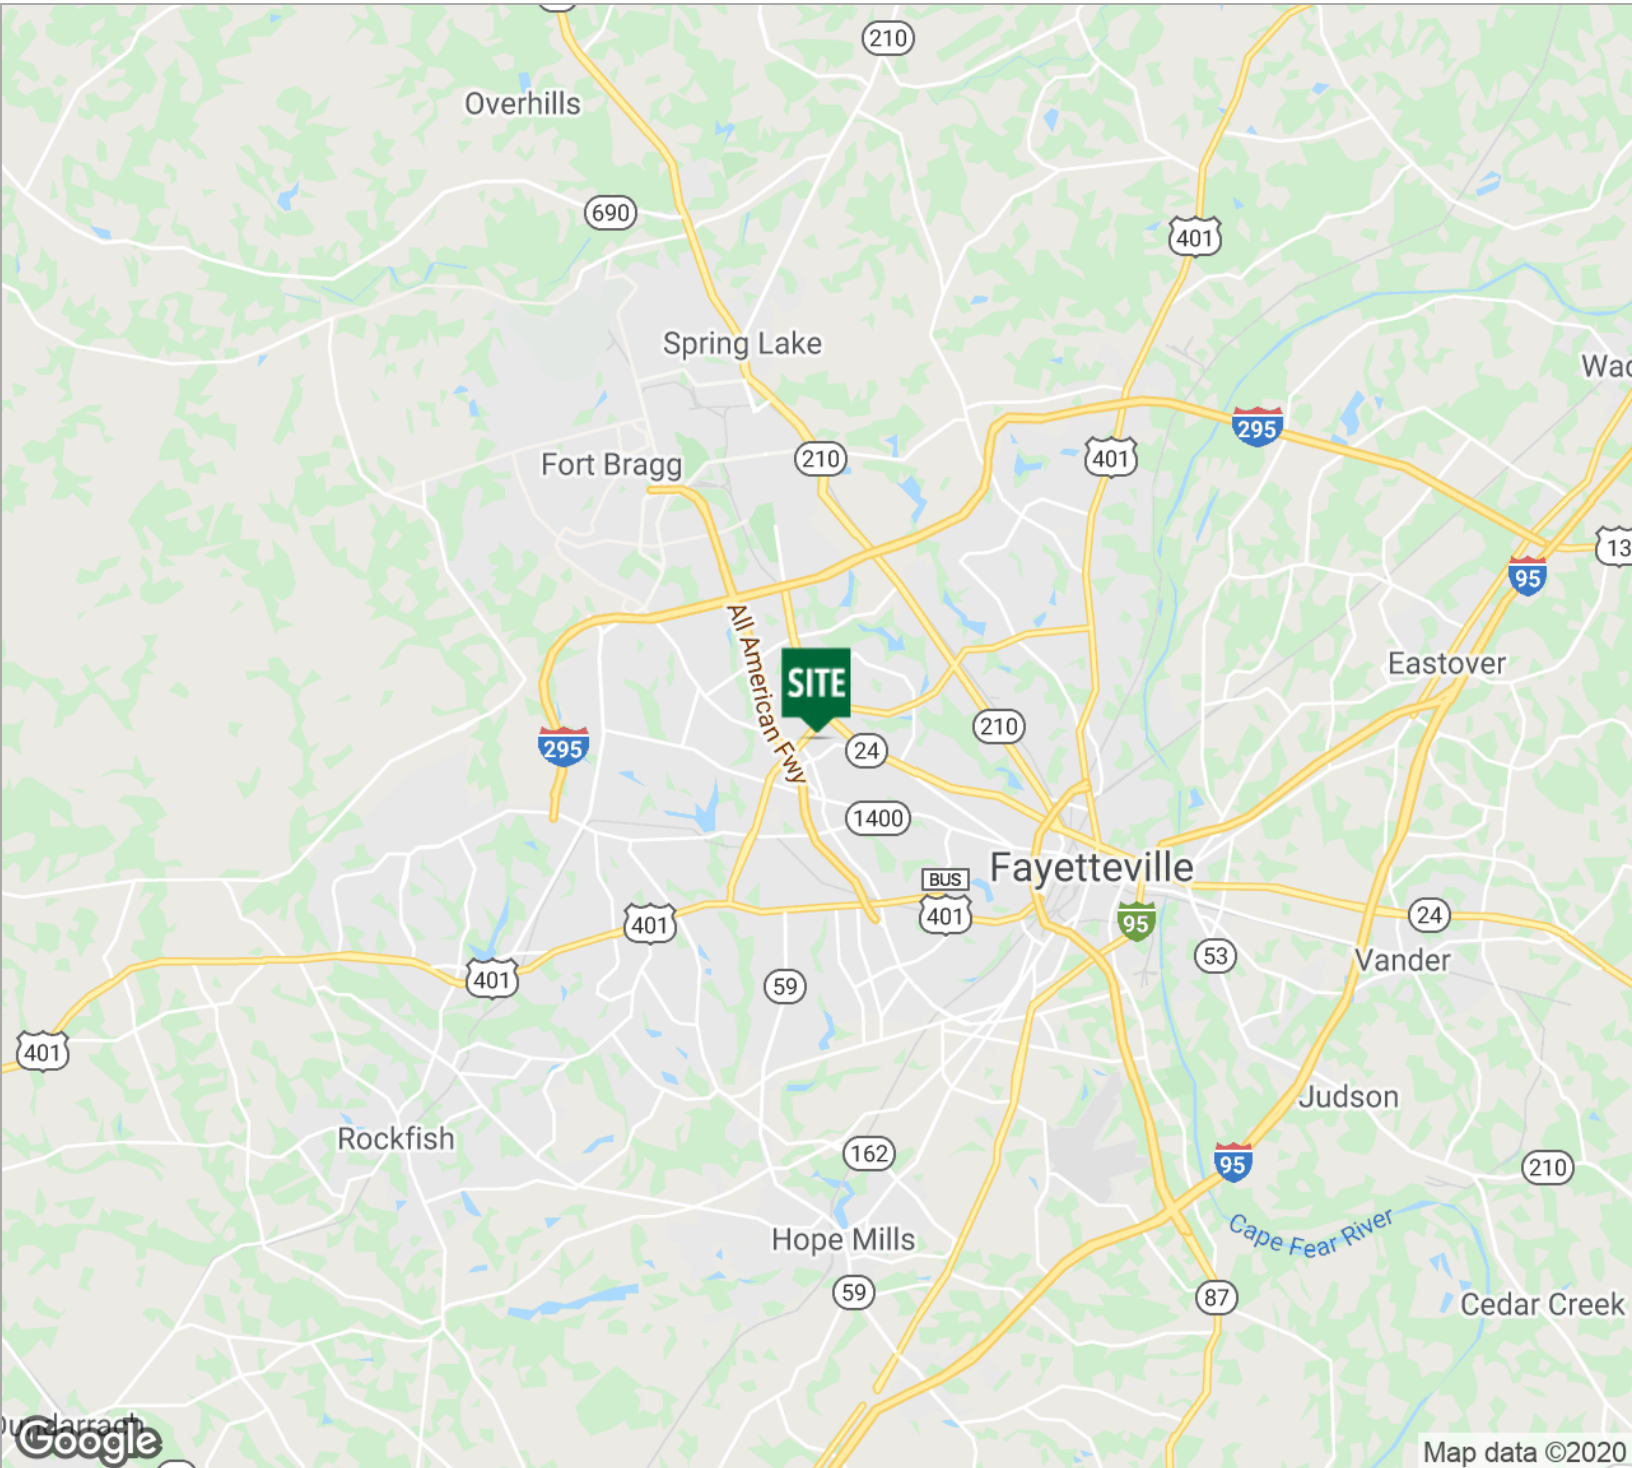 210
Overhills
690
401
Spring Lake
Wad
295
401
210
Fort Bragg
13
95
All American Fwy
SITE
Eastover
210
295
24
1400
Fayetteville
BUS
401
401
95
24
53
Vander
401
59
401
Judson
Rockfish
162
95
210
Cape Fear River
Hope Mills
59
87
Cedar Creek
Dundarrach
Google
Map data ©2020